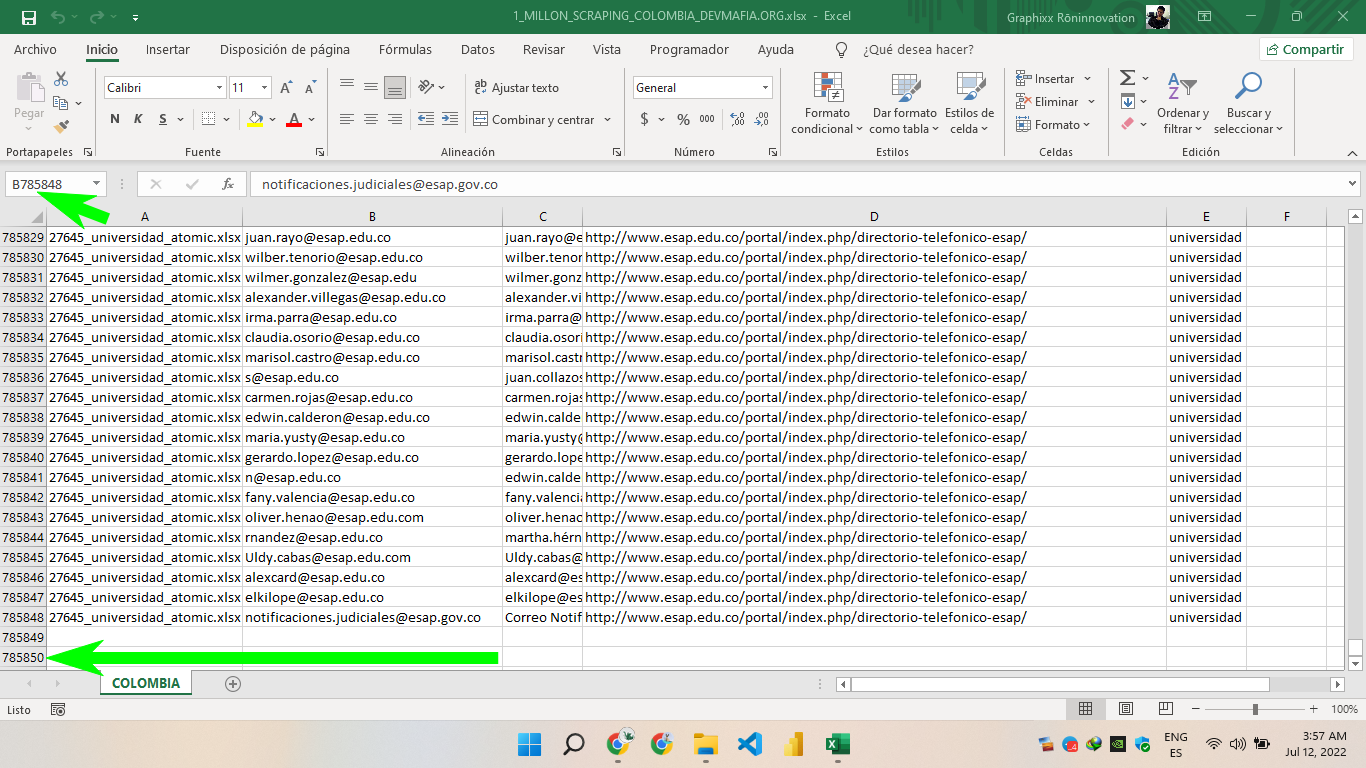 1_MILLON_SCRAPING_COLOMBIA_DEVMAFIA.ORG.xlsx - Excel
Graphixx Rōninnovation
Archivo Inicio Insertar Disposición de página Fórmulas Datos Revisar Vista Programador Ayuda ¿Qué desea hacer? Compartir
Pegar
Calibri 11
N K S
Ajustar texto
Combinar y centrar
General
$ % 000
Formato condicional
Dar formato como tabla
Estilos de celda
Insertar
Eliminar
Formato
Ordenar y filtrar
Buscar y seleccionar
Portapapeles Fuente Alineación Número Estilos Celdas Edición
B785848 fx notificaciones.judiciales@esap.gov.co
A B C D E F
785829 27645_universidad_atomic.xlsx juan.rayo@esap.edu.co juan.rayo@e http://www.esap.edu.co/portal/index.php/directorio-telefonico-esap/ universidad
785830 27645_universidad_atomic.xlsx wilber.tenorio@esap.edu.co wilber.tenor http://www.esap.edu.co/portal/index.php/directorio-telefonico-esap/ universidad
785831 27645_universidad_atomic.xlsx wilmer.gonzalez@esap.edu wilmer.gonz http://www.esap.edu.co/portal/index.php/directorio-telefonico-esap/ universidad
785832 27645_universidad_atomic.xlsx alexander.villegas@esap.edu.co alexander.vi http://www.esap.edu.co/portal/index.php/directorio-telefonico-esap/ universidad
785833 27645_universidad_atomic.xlsx irma.parra@esap.edu.co irma.parra@ http://www.esap.edu.co/portal/index.php/directorio-telefonico-esap/ universidad
785834 27645_universidad_atomic.xlsx claudia.osorio@esap.edu.co claudia.osori http://www.esap.edu.co/portal/index.php/directorio-telefonico-esap/ universidad
785835 27645_universidad_atomic.xlsx marisol.castro@esap.edu.co marisol.castr http://www.esap.edu.co/portal/index.php/directorio-telefonico-esap/ universidad
785836 27645_universidad_atomic.xlsx s@esap.edu.co juan.collazos http://www.esap.edu.co/portal/index.php/directorio-telefonico-esap/ universidad
785837 27645_universidad_atomic.xlsx carmen.rojas@esap.edu.co carmen.rojas http://www.esap.edu.co/portal/index.php/directorio-telefonico-esap/ universidad
785838 27645_universidad_atomic.xlsx edwin.calderon@esap.edu.co edwin.calde http://www.esap.edu.co/portal/index.php/directorio-telefonico-esap/ universidad
785839 27645_universidad_atomic.xlsx maria.yusty@esap.edu.co maria.yusty@ http://www.esap.edu.co/portal/index.php/directorio-telefonico-esap/ universidad
785840 27645_universidad_atomic.xlsx gerardo.lopez@esap.edu.co gerardo.lope http://www.esap.edu.co/portal/index.php/directorio-telefonico-esap/ universidad
785841 27645_universidad_atomic.xlsx n@esap.edu.co edwin.calde http://www.esap.edu.co/portal/index.php/directorio-telefonico-esap/ universidad
785842 27645_universidad_atomic.xlsx fany.valencia@esap.edu.co fany.valencia http://www.esap.edu.co/portal/index.php/directorio-telefonico-esap/ universidad
785843 27645_universidad_atomic.xlsx oliver.henao@esap.edu.com oliver.henao http://www.esap.edu.co/portal/index.php/directorio-telefonico-esap/ universidad
785844 27645_universidad_atomic.xlsx rnandez@esap.edu.co martha.hérn http://www.esap.edu.co/portal/index.php/directorio-telefonico-esap/ universidad
785845 27645_universidad_atomic.xlsx Uldy.cabas@esap.edu.com Uldy.cabas@ http://www.esap.edu.co/portal/index.php/directorio-telefonico-esap/ universidad
785846 27645_universidad_atomic.xlsx alexcard@esap.edu.co alexcard@es http://www.esap.edu.co/portal/index.php/directorio-telefonico-esap/ universidad
785847 27645_universidad_atomic.xlsx elkilope@esap.edu.co elkilope@es http://www.esap.edu.co/portal/index.php/directorio-telefonico-esap/ universidad
785848 27645_universidad_atomic.xlsx notificaciones.judiciales@esap.gov.co Correo Notif http://www.esap.edu.co/portal/index.php/directorio-telefonico-esap/ universidad
785849
785850
COLOMBIA
Listo 100%
ENG
ES
3:57 AM
Jul 12, 2022